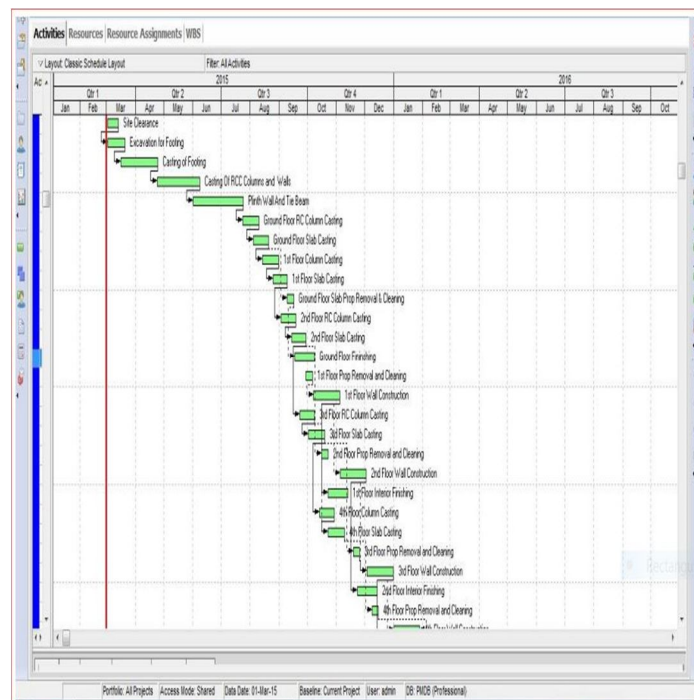 Activities Resources Resource Assignments WBS
Layout: Classic Schedule Layout Filter: All Activities
Ac 2015 2016
Qtr 1 Qtr 2 Qtr 3 Qtr 4 Qtr 1 Qtr 2 Qtr 3
Jan Feb Mar Apr May Jun Jul Aug Sep Oct Nov Dec Jan Feb Mar Apr May Jun Jul Aug Sep Oct
Site Clearance
Excavation for Footing
Casting of Footing
Casting Of RCC Columns and Walls
Plinth Wall And Tie Beam
Ground Floor RC Column Casting
Ground Floor Slab Casting
1st Floor Column Casting
1st Floor Slab Casting
Ground Floor Slab Prop Removal & Cleaning
2nd Floor RC Column Casting
2nd Floor Slab Casting
Ground Floor Fininshing
1st Floor Prop Removal and Cleaning
1st Floor Wall Construction
3rd Floor RC Column Casting
3rd Floor Slab Casting
2nd Floor Prop Removal and Cleaning
2nd Floor Wall Construction
1st Floor Interior Finishing
4th Floor Column Casting
4th Floor Slab Casting
3rd Floor Prop Removal and Cleaning
3rd Floor Wall Construction
2nd Floor Interior Finishing
4th Floor Prop Removal and Cleaning
4th Floor Wall Construction
Portfolio: All Projects Access Mode: Shared Data Date: 01-Mar-15 Baseline: Current Project User: admin DB: PMDB (Professional)